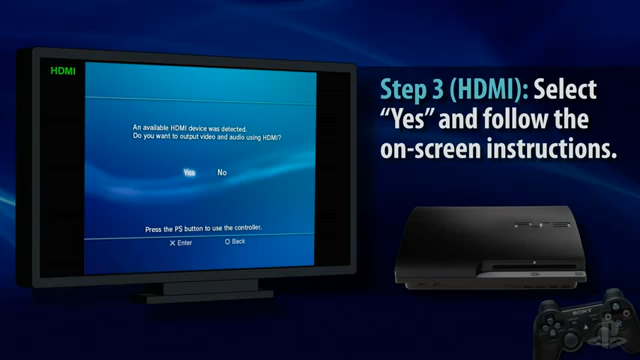 HDMI
An available HDMI device was detected.
Do you want to output video and audio using HDMI?
Yes No
Press the PS button to use the controller.
X Enter O Back
Step 3 (HDMI): Select
“Yes” and follow the
on-screen instructions.
SONY